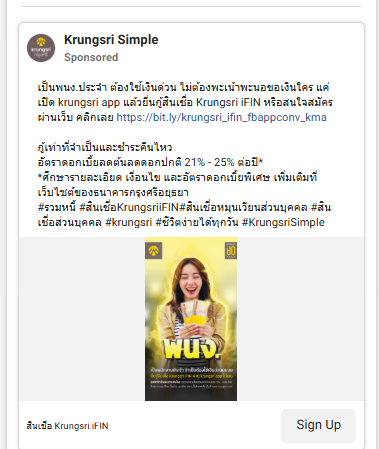 Krungsri Simple
Sponsored
krungsri
กรุงศรี
เป็นพนง.ประจำ ต้องใช้เงินด่วน ไม่ต้องพะเน้าพะนอขอเงินใคร แค่
เปิด krungsri app แล้วยื่นกู้สินเชื่อ Krungsri iFIN หรือสนใจสมัคร
ผ่านเว็บ คลิกเลย https://bit.ly/krungsri_ifin_fbappconv_kma
กู้เท่าที่จำเป็นและชำระคืนไหว
อัตราดอกเบี้ยลดต้นลดดอกปกติ 21% - 25% ต่อปี*
*ศึกษารายละเอียด เงื่อนไข และอัตราดอกเบี้ยพิเศษ เพิ่มเติมที่
เว็บไซต์ของธนาคารกรุงศรีอยุธยา
#รวมหนี้ #สินเชื่อKrungsriiFIN#สินเชื่อหมุนเวียนส่วนบุคคล #สิน
เชื่อส่วนบุคคล #krungsri #ชีวิตง่ายได้ทุกวัน #KrungsriSimple
พนง.
สินเชื่อ Krungsri iFIN
Sign Up